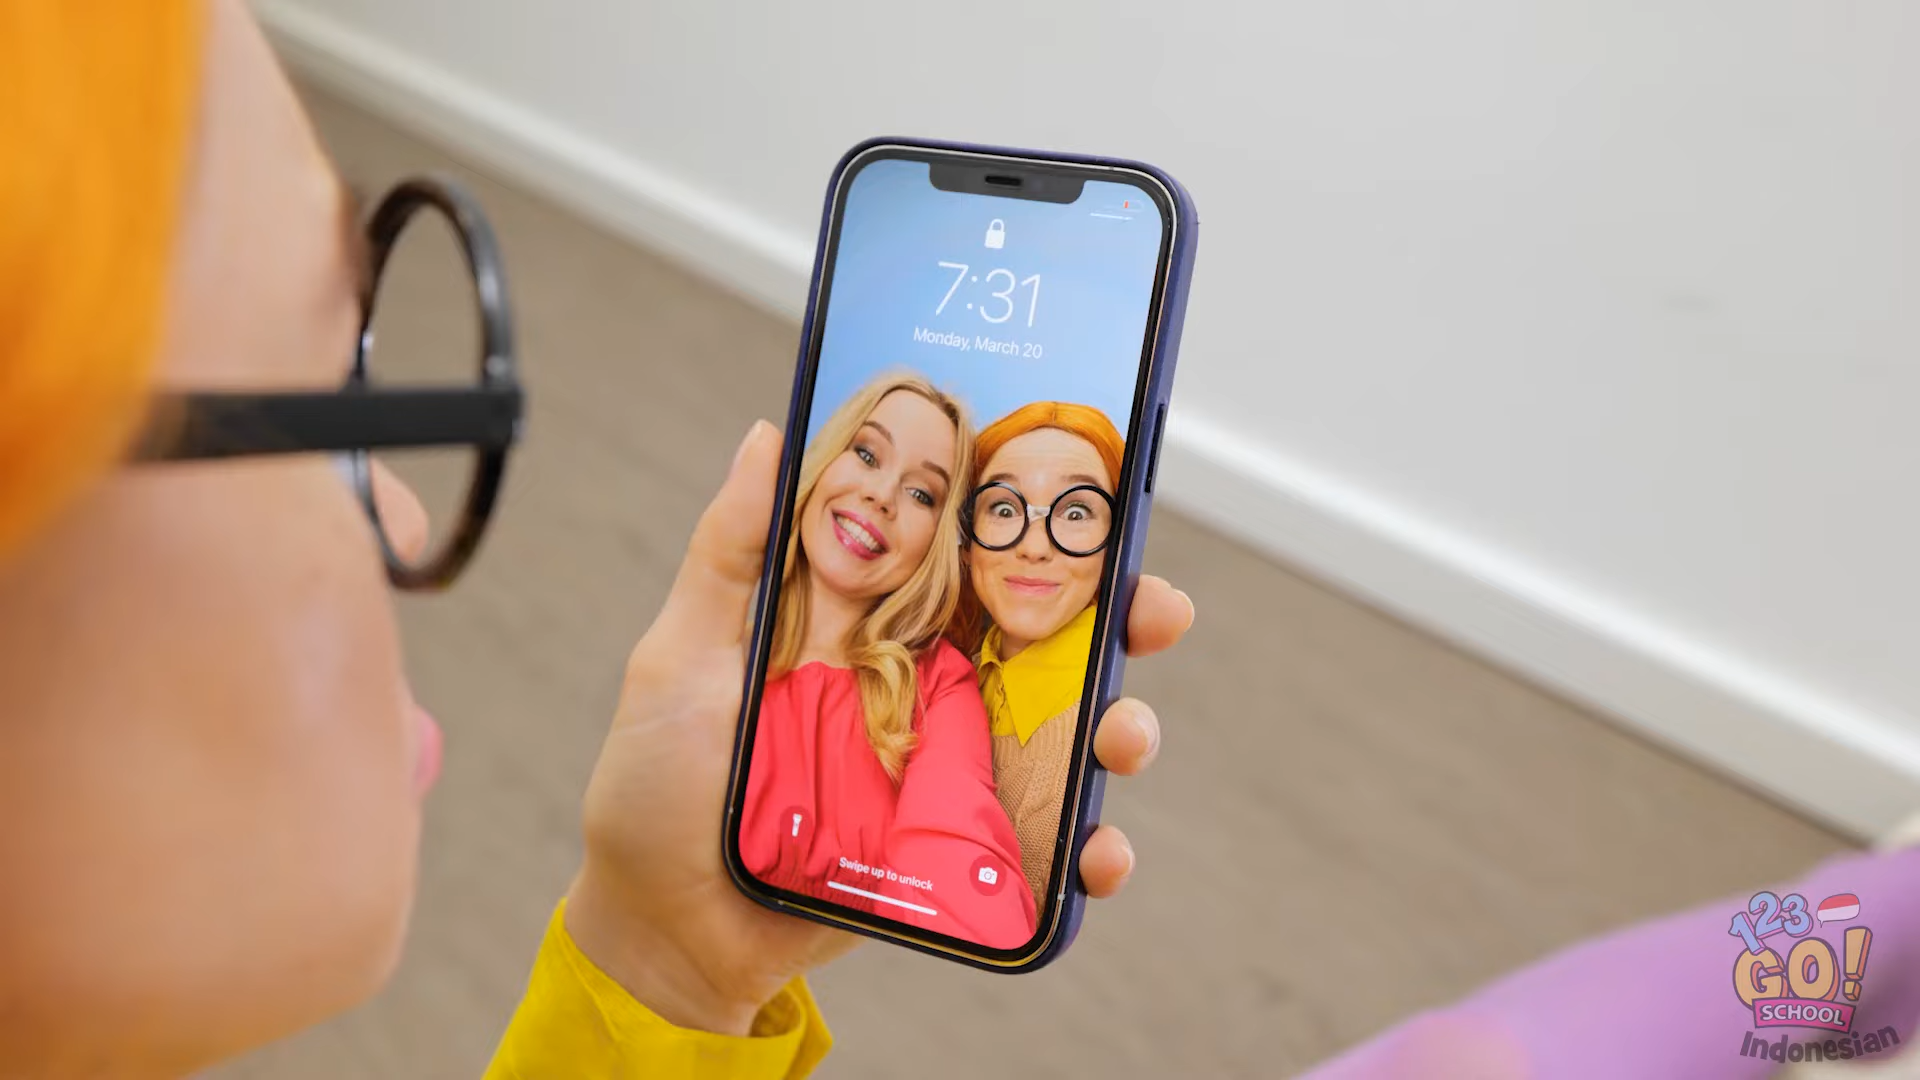 7:31
Monday, March 20
Swipe up to unlock
123
GO!
SCHOOL
Indonesian